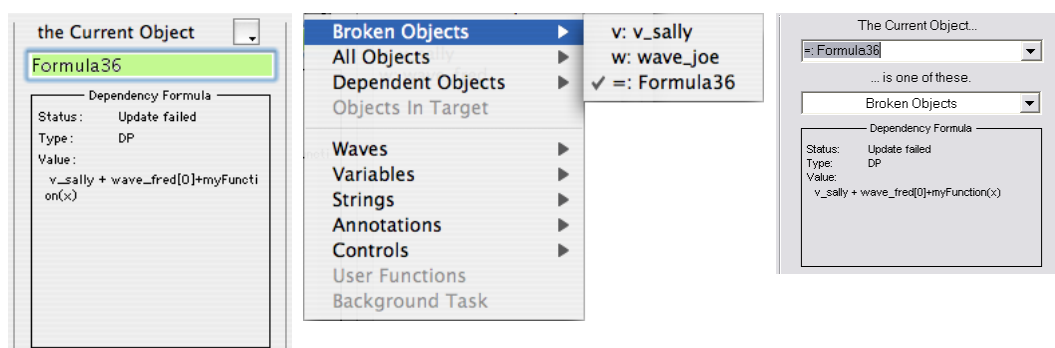 the Current Object
Formula36
Dependency Formula
Status: Update failed
Type: DP
Value:
v_sally + wave_fred[0]+myFuncti
on(x)
Broken Objects
All Objects
Dependent Objects
Objects In Target
Waves
Variables
Strings
Annotations
Controls
User Functions
Background Task
v: v_sally
w: wave_joe
✓ =: Formula36
The Current Object...
=: Formula36
... is one of these.
Broken Objects
Dependency Formula
Status: Update failed
Type: DP
Value:
v_sally + wave_fred[0]+myFunction(x)